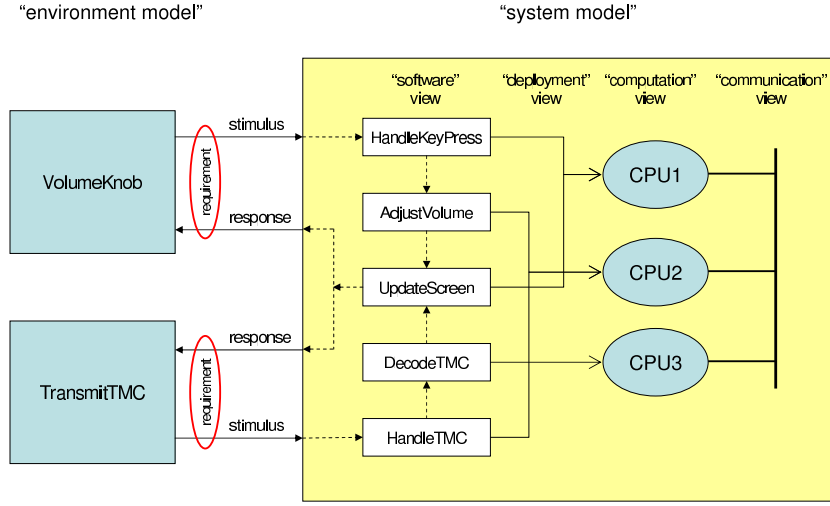 “environment model”
“system model”
“software”
view
“deployment”
view
“computation”
view
“communication”
view
VolumeKnob
stimulus
requirement
response
HandleKeyPress
AdjustVolume
UpdateScreen
DecodeTMC
HandleTMC
CPU1
CPU2
CPU3
TransmitTMC
response
requirement
stimulus